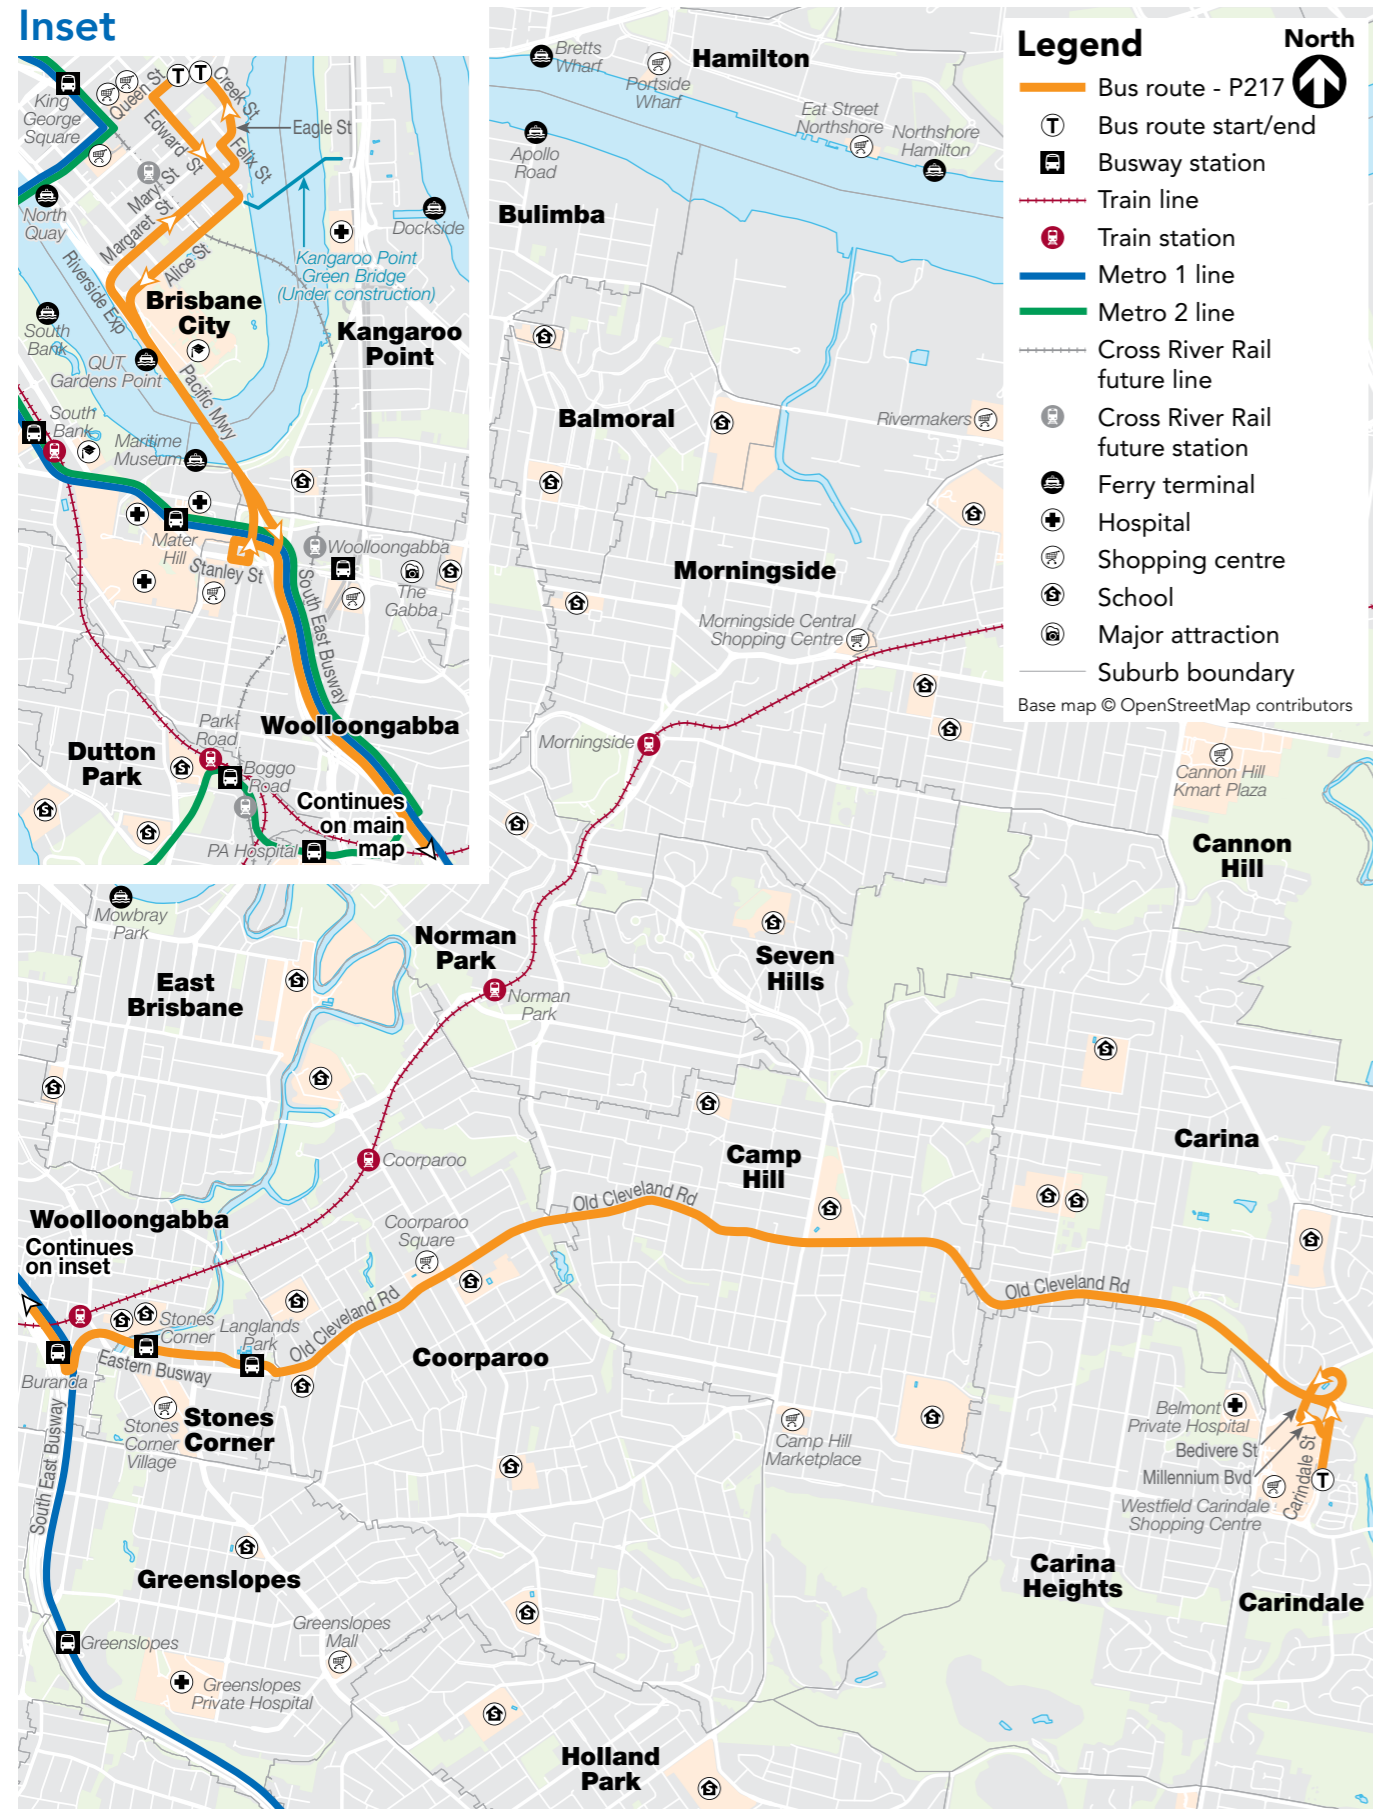 Inset
King
George
Square
Queen St
Creek St
Edward St
Eagle St
Felix St
Mary St
Margaret St
Alice St
North
Quay
Riverside Exp
Dockside
Kangaroo Point
Green Bridge
(Under construction)
Brisbane
City
Kangaroo
Point
South
Bank
QUT
Gardens Point
Pacific Mwy
South
Bank
Maritime
Museum
Mater
Hill
Stanley St
Woolloongabba
The
Gabba
South East Busway
Woolloongabba
Park
Road
Dutton
Park
Boggo
Road
Continues
on main
map
PA Hospital
Bretts
Wharf
Hamilton
Portside
Wharf
Eat Street
Northshore
Northshore
Hamilton
Apollo
Road
Bulimba
Balmoral
Rivermakers
Morningside
Morningside Central
Shopping Centre
Morningside
Legend
North
Bus route - P217
T
Bus route start/end
Busway station
Train line
Train station
Metro 1 line
Metro 2 line
Cross River Rail
future line
Cross River Rail
future station
Ferry terminal
Hospital
Shopping centre
School
Major attraction
Suburb boundary
Base map © OpenStreetMap contributors
Cannon Hill
Kmart Plaza
Cannon
Hill
Mowbray
Park
East
Brisbane
Norman
Park
Norman
Park
Seven
Hills
Carina
Camp
Hill
Coorparoo
Old Cleveland Rd
Woolloongabba
Continues
on inset
Coorparoo
Square
Old Cleveland Rd
Stones
Corner
Langlands
Park
Old Cleveland Rd
Eastern Busway
Coorparoo
Buranda
Stones
Corner
Village
Stones
Corner
South East Busway
Camp Hill
Marketplace
Belmont
Private Hospital
Bedivere St
Millennium Bvd
Carindale St
T
Westfield Carindale
Shopping Centre
Greenslopes
Carina
Heights
Carindale
Greenslopes
Mall
Greenslopes
Greenslopes
Private Hospital
Holland
Park